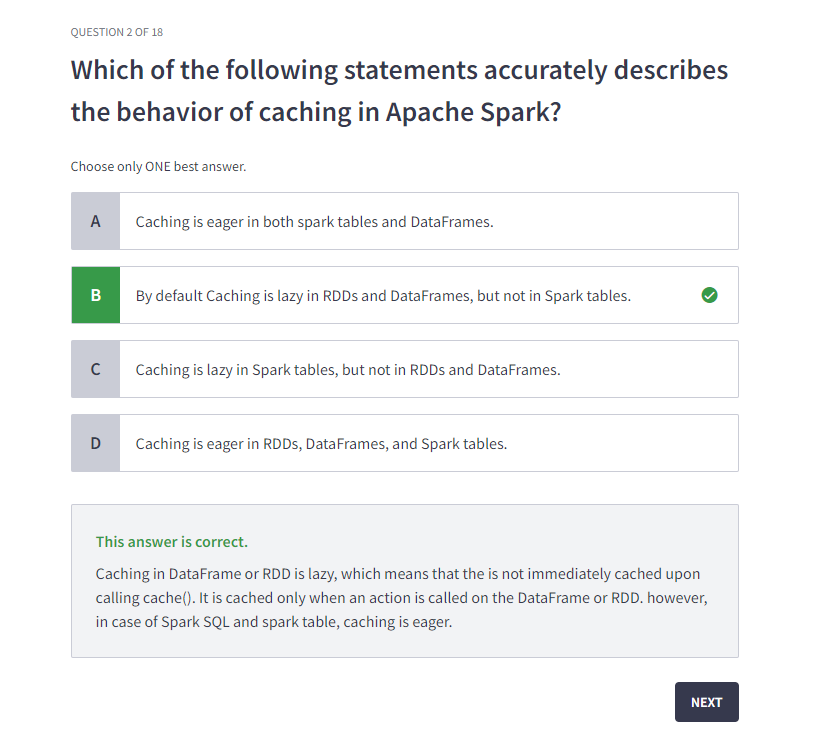 QUESTION 2 OF 18
Which of the following statements accurately describes
the behavior of caching in Apache Spark?
Choose only ONE best answer.
A
Caching is eager in both spark tables and DataFrames.
B
By default Caching is lazy in RDDs and DataFrames, but not in Spark tables.
C
Caching is lazy in Spark tables, but not in RDDs and DataFrames.
D
Caching is eager in RDDs, DataFrames, and Spark tables.
This answer is correct.
Caching in DataFrame or RDD is lazy, which means that the is not immediately cached upon
calling cache(). It is cached only when an action is called on the DataFrame or RDD. however,
in case of Spark SQL and spark table, caching is eager.
NEXT